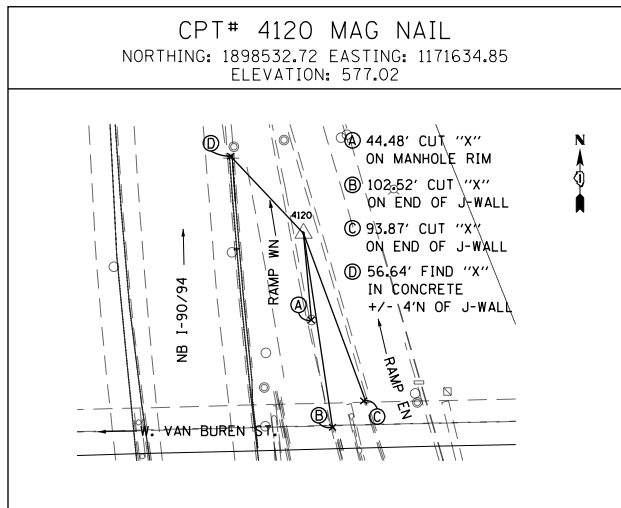 CPT# 4120 MAG NAIL
NORTHING: 1898532.72 EASTING: 1171634.85
ELEVATION: 577.02
D
A 44.48' CUT "X"
ON MANHOLE RIM
N
B 102.52' CUT "X"
ON END OF J-WALL
4120
C 93.87' CUT "X"
ON END OF J-WALL
D 56.64' FIND "X"
IN CONCRETE
+/- 4'N OF J-WALL
RAMP WN
NB I-90/94
A
RAMP EN
B
C
W. VAN BUREN ST.